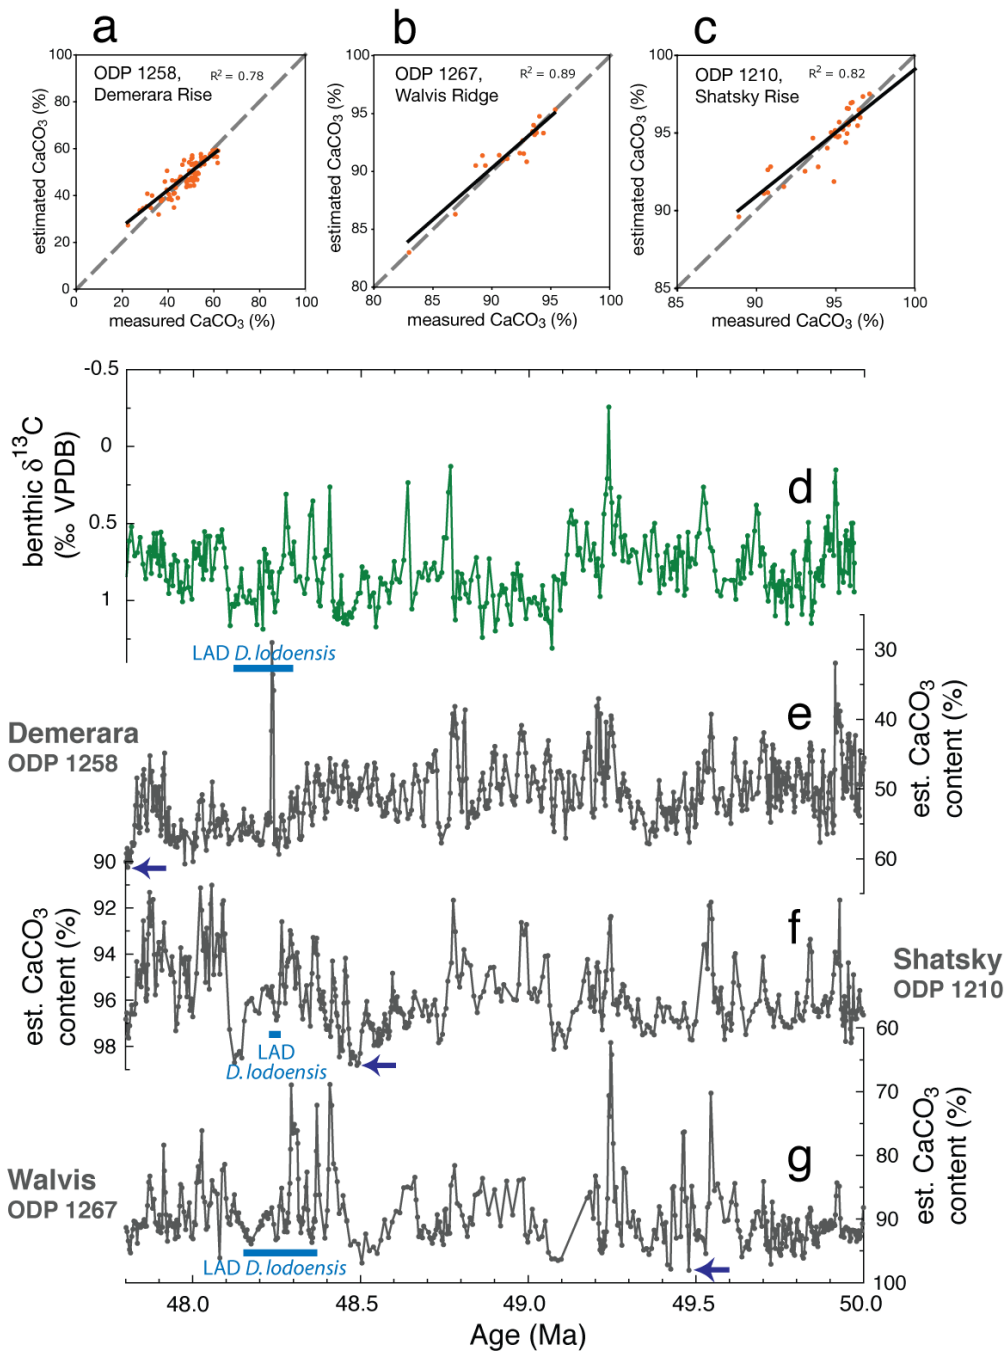 a
b
c
ODP 1258,
Demerara Rise
R² = 0.78
estimated CaCO₃ (%)
100
80
60
40
20
0
0 20 40 60 80 100
measured CaCO₃ (%)
ODP 1267,
Walvis Ridge
R² = 0.89
estimated CaCO₃ (%)
100
95
90
85
80
80 85 90 95 100
measured CaCO₃ (%)
ODP 1210,
Shatsky Rise
R² = 0.82
estimated CaCO₃ (%)
100
95
90
85
85 90 95 100
measured CaCO₃ (%)
-0.5
0
0.5
1
benthic δ¹³C
(‰ VPDB)
d
LAD D. lodoensis
30
40
50
60
est. CaCO₃
content (%)
e
Demerara
ODP 1258
90
92
94
96
98
est. CaCO₃
content (%)
f
Shatsky
ODP 1210
LAD
D. lodoensis
60
70
80
90
100
est. CaCO₃
content (%)
g
Walvis
ODP 1267
LAD D. lodoensis
48.0 48.5 49.0 49.5 50.0
Age (Ma)